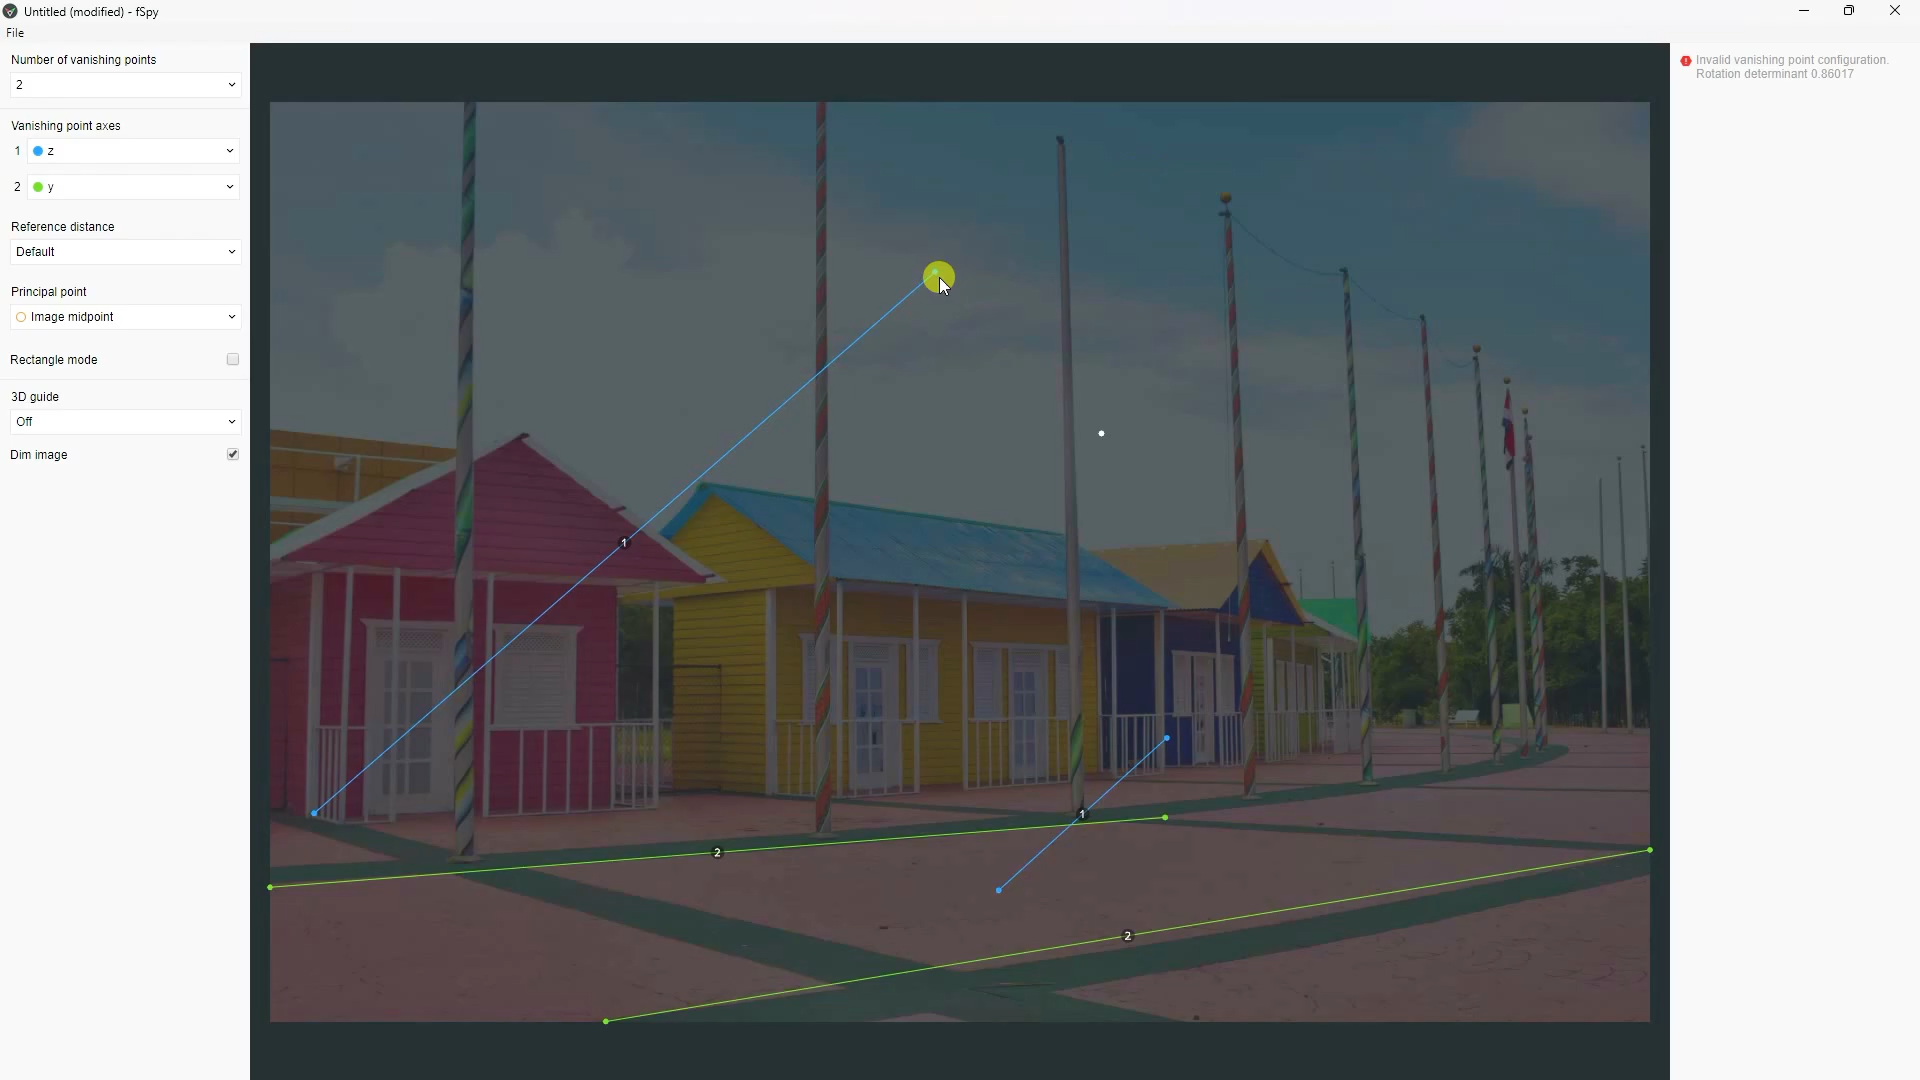 Untitled (modified) - fSpy
File
Number of vanishing points
2
Vanishing point axes
1 z
2 y
Reference distance
Default
Principal point
Image midpoint
Rectangle mode
3D guide
Off
Dim image
1
1
2
2
Invalid vanishing point configuration.
Rotation determinant 0.86017